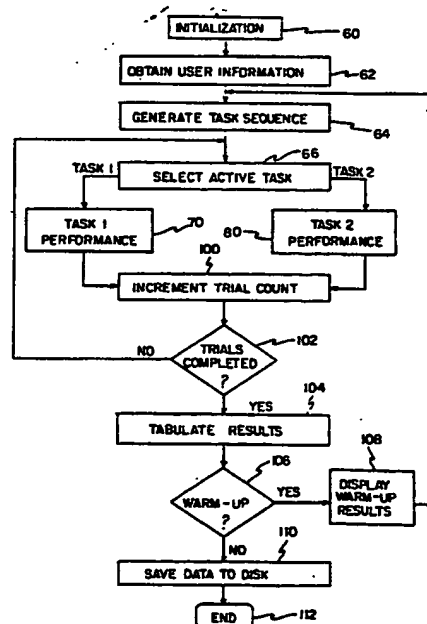 INITIALIZATION
60
OBTAIN USER INFORMATION
62
GENERATE TASK SEQUENCE
64
66
TASK 1
SELECT ACTIVE TASK
TASK 2
TASK 1
PERFORMANCE
70
80
TASK 2
PERFORMANCE
100
INCREMENT TRIAL COUNT
102
NO
TRIALS
COMPLETED
?
YES
104
TABULATE RESULTS
106
108
WARM-UP
?
YES
DISPLAY
WARM-UP
RESULTS
NO
110
SAVE DATA TO DISK
END
112